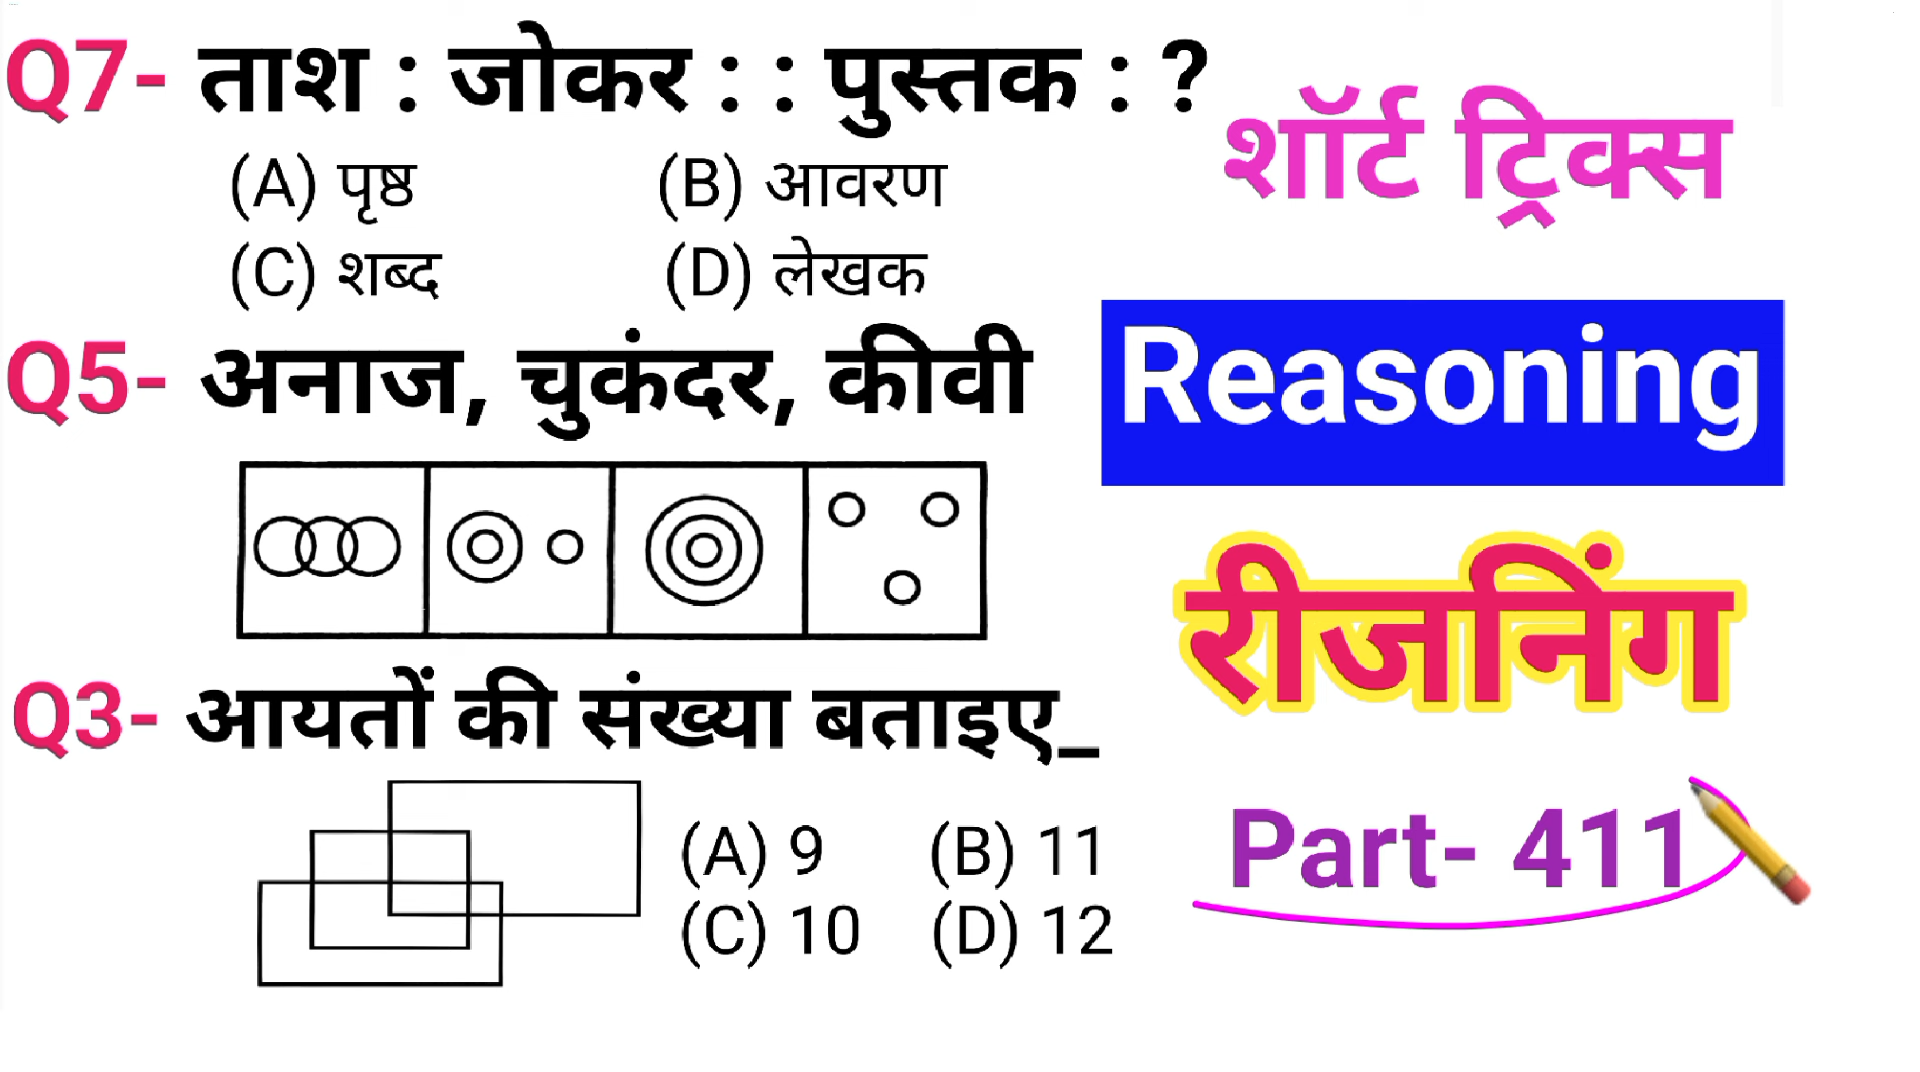 Q7- ताश : जोकर : : पुस्तक : ?
(A) पृष्ठ (B) आवरण
(C) शब्द (D) लेखक
Q5- अनाज, चुकंदर, कीवी
Q3- आयतों की संख्या बताइए_
(A) 9 (B) 11
(C) 10 (D) 12
शॉर्ट ट्रिक्स
Reasoning
रीजनिंग
Part- 411